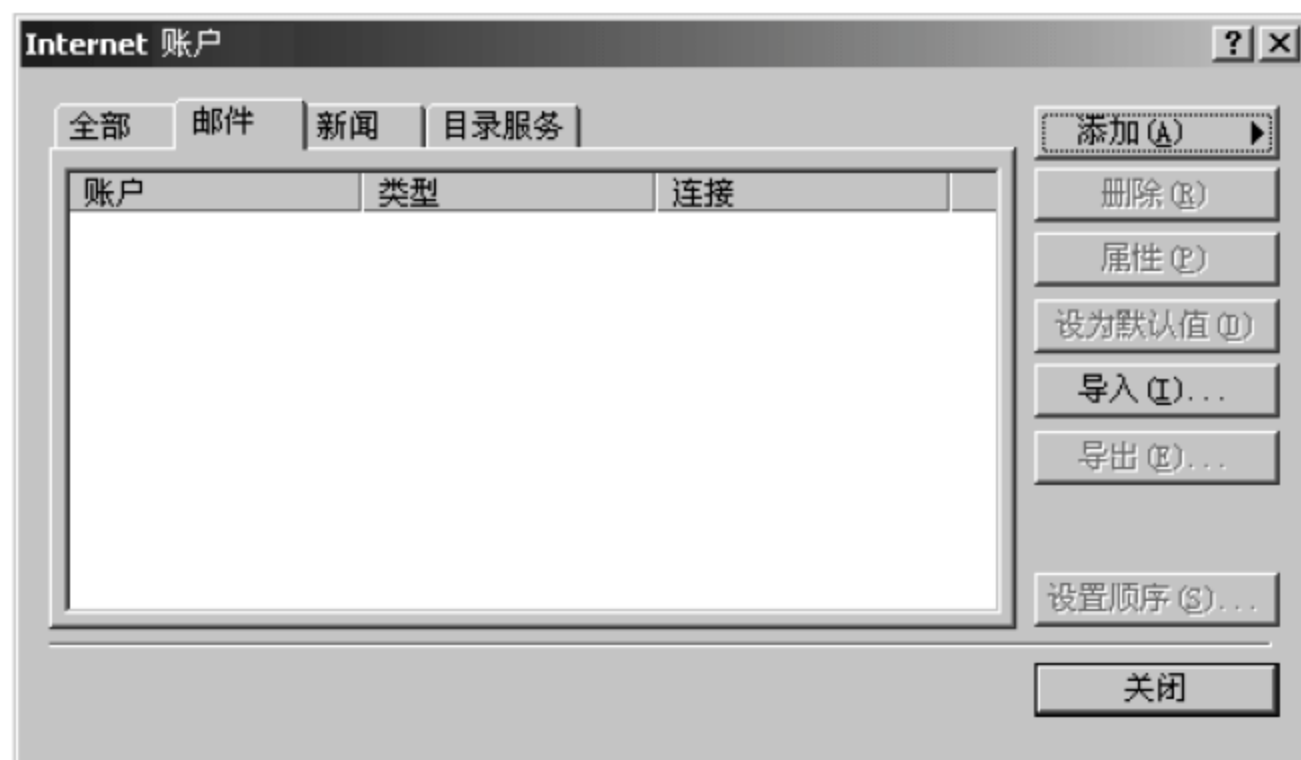 Internet 账户
全部 邮件 新闻 目录服务
账户 类型 连接
添加(A)
删除(R)
属性(P)
设为默认值(D)
导入(I)...
导出(E)...
设置顺序(S)...
关闭